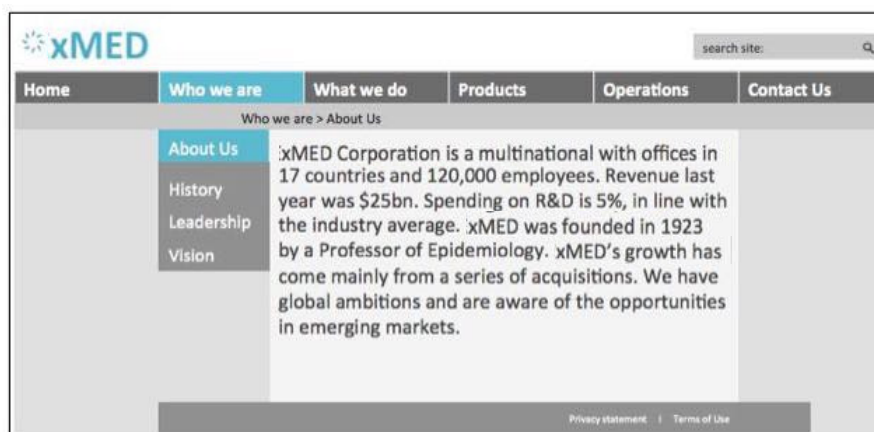 xMED
search site:
Home Who we are What we do Products Operations Contact Us
Who we are > About Us
About Us
History
Leadership
Vision
xMED Corporation is a multinational with offices in
17 countries and 120,000 employees. Revenue last
year was $25bn. Spending on R&D is 5%, in line with
the industry average. xMED was founded in 1923
by a Professor of Epidemiology. xMED's growth has
come mainly from a series of acquisitions. We have
global ambitions and are aware of the opportunities
in emerging markets.
Privacy statement | Terms of Use